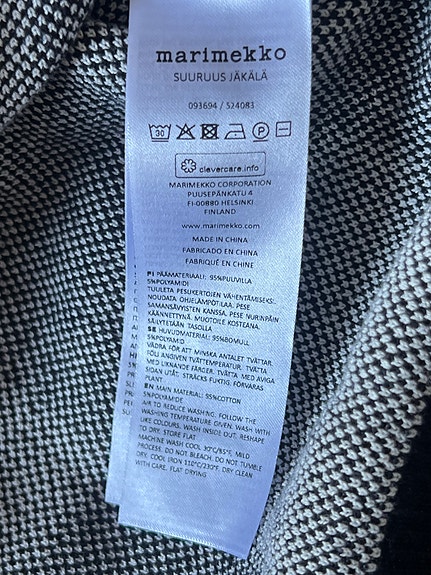 marimekko
SUURUUS JÄKÄLÄ
093694 / 524083
30
P
clevercare.info
MARIMEKKO CORPORATION
PUUSEPÄNKATU 4
FI-00880 HELSINKI
FINLAND
www.marimekko.com
MADE IN CHINA
FABRICADO EN CHINA
FABRIQUÉ EN CHINE
FI PÄÄMATERIAALI: 95%PUUVILLA
5%POLYAMIDI
TUULETA PESUKERTOJEN VÄHENTÄMISEKSI.
NOUDATA OHJELÄMPÖTILAA. PESE
SAMANSÄVYISTEN KANSSA. PESE NURINPÄIN
KÄÄNNETTYNÄ. MUOTOILE KOSTEANA.
SÄILYTETÄÄN TASOLLA
SE HUVUDMATERIAL: 95%BOMULL
5%POLYAMID
VÄDRA FÖR ATT MINSKA ANTALET TVÄTTAR.
FÖLJ ANSIVEN TVÄTTEMPERATUR. TVÄTTA
MED LIKNANDE FÄRGER. TVÄTTA MED AVIGA
SIDAN UTÅT. STRÄCKS FUKTIG. FÖRVARAS
PLANT
EN MAIN MATERIAL: 95%COTTON
5%POLYAMIDE
AIR TO REDUCE WASHING. FOLLOW THE
WASHING TEMPERATURE GIVEN. WASH WITH
LIKE COLOURS. WASH INSIDE OUT. RESHAPE
TO DRY. STORE FLAT
MACHINE WASH COOL 30°C/85°F, MILD
PROCESS. DO NOT BLEACH. DO NOT TUMBLE
DRY. COOL IRON 110°C/230°F. DRY CLEAN
WITH CARE. FLAT DRYING